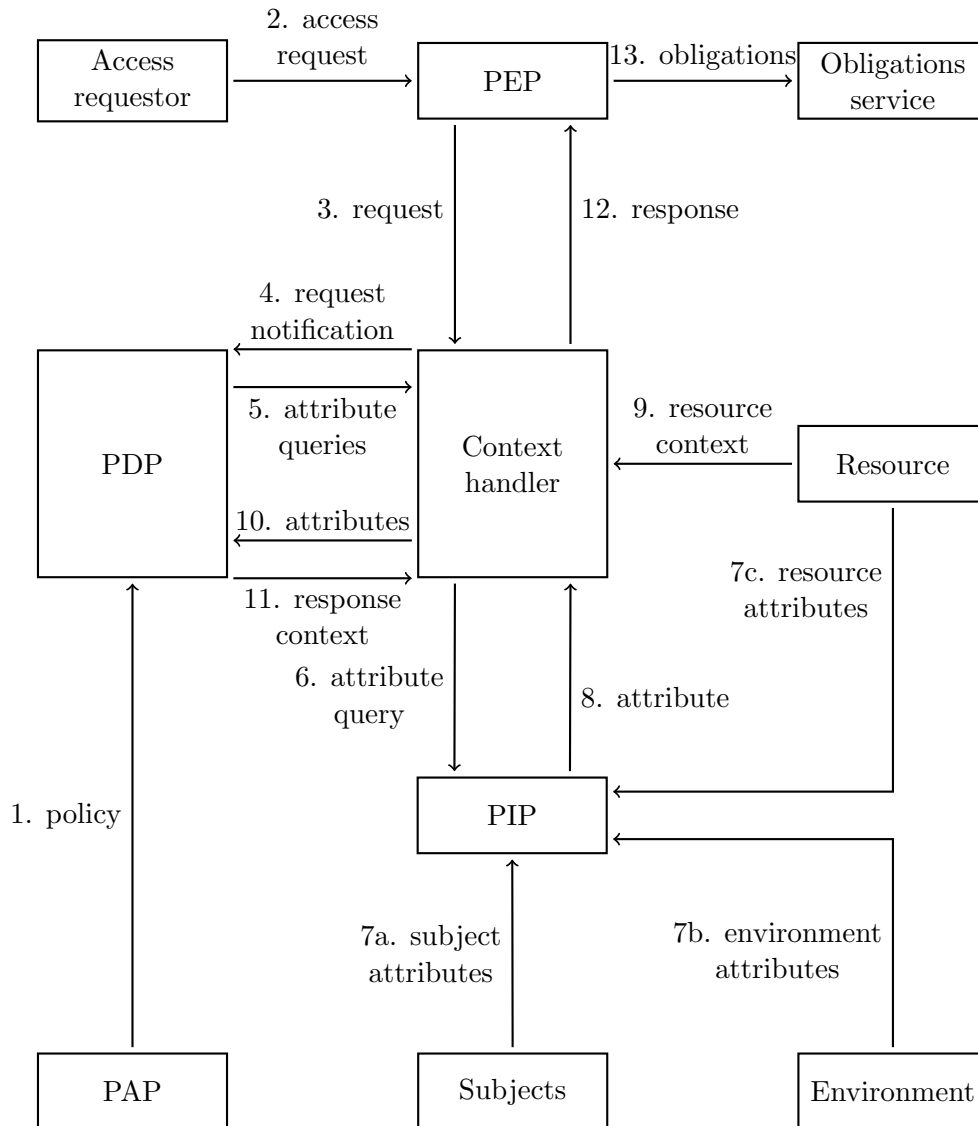 2. access
request
Access
requestor
PEP
13. obligations
Obligations
service
3. request
12. response
4. request
notification
5. attribute
queries
PDP
Context
handler
9. resource
context
Resource
10. attributes
11. response
context
7c. resource
attributes
6. attribute
query
8. attribute
1. policy
PIP
7a. subject
attributes
7b. environment
attributes
PAP
Subjects
Environment